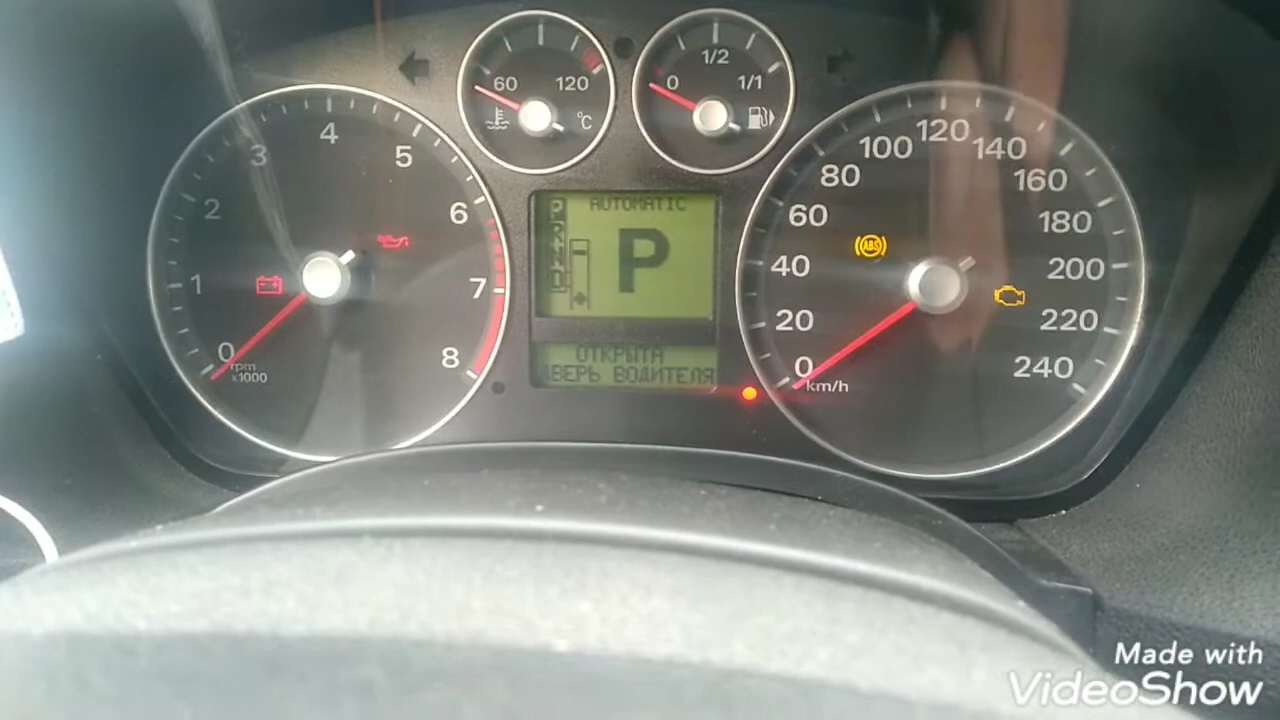 60 120
°C
0 1/2 1/1
0 1 2 3 4 5 6 7 8
rpm
x1000
AUTOMATIC
P
ОТКРЫТА
ДВЕРЬ ВОДИТЕЛЯ
0 20 40 60 80 100 120 140 160 180 200 220 240
km/h
ABS
Made with
VideoShow